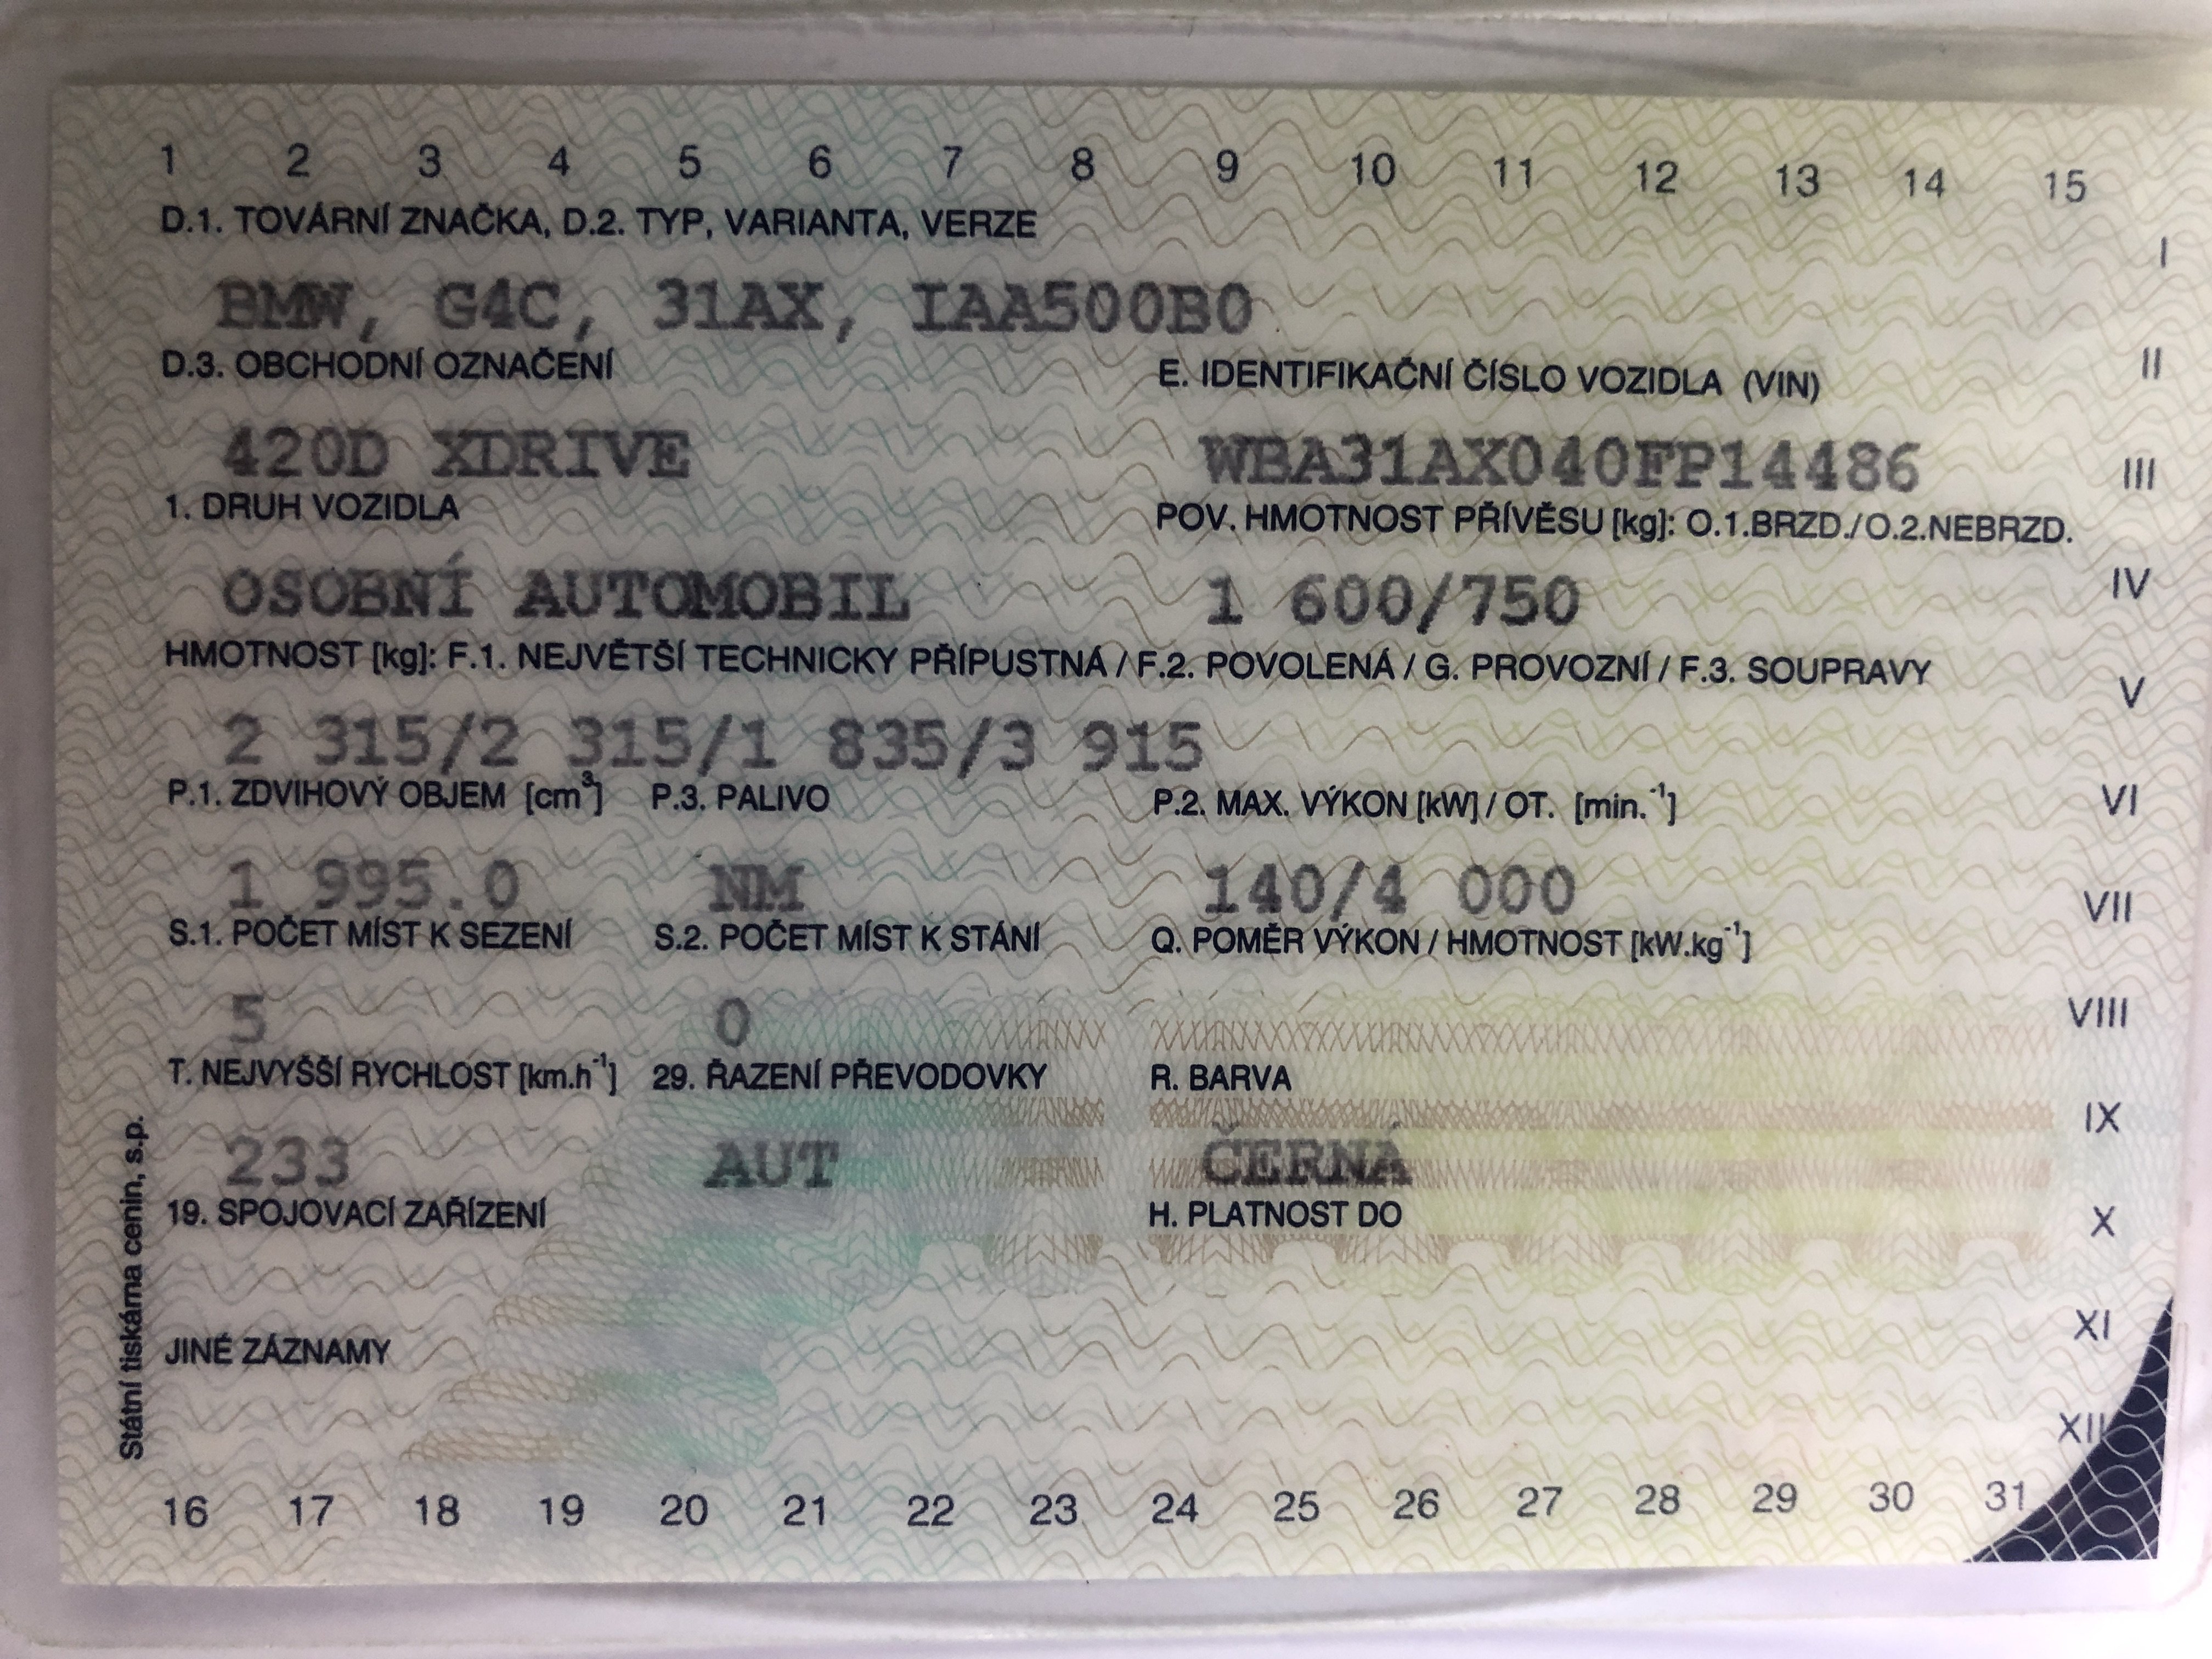 1 2 3 4 5 6 7 8 9 10 11 12 13 14 15
D.1. TOVÁRNÍ ZNAČKA, D.2. TYP, VARIANTA, VERZE
I
BMW, G4C, 31AX, IAA500B0
D.3. OBCHODNÍ OZNAČENÍ E. IDENTIFIKAČNÍ ČÍSLO VOZIDLA (VIN)
II
420D XDRIVE WBA31AX040FP14486
III
1. DRUH VOZIDLA POV. HMOTNOST PŘÍVĚSU [kg]: O.1.BRZD./O.2.NEBRZD.
OSOBNÍ AUTOMOBIL 1 600/750
IV
HMOTNOST [kg]: F.1. NEJVĚTŠÍ TECHNICKY PŘÍPUSTNÁ / F.2. POVOLENÁ / G. PROVOZNÍ / F.3. SOUPRAVY
V
2 315/2 315/1 835/3 915
P.1. ZDVIHOVÝ OBJEM [cm³] P.3. PALIVO P.2. MAX. VÝKON [kW] / OT. [min.⁻¹]
VI
1 995.0 NM 140/4 000
VII
S.1. POČET MÍST K SEZENÍ S.2. POČET MÍST K STÁNÍ Q. POMĚR VÝKON / HMOTNOST [kW.kg⁻¹]
5 0
VIII
T. NEJVYŠŠÍ RYCHLOST [km.h⁻¹] 29. ŘAZENÍ PŘEVODOVKY R. BARVA
IX
233 AUT ČERNÁ
19. SPOJOVACÍ ZAŘÍZENÍ H. PLATNOST DO
X
XI
JINÉ ZÁZNAMY
XII
16 17 18 19 20 21 22 23 24 25 26 27 28 29 30 31
Státní tiskárna cenin, s.p.